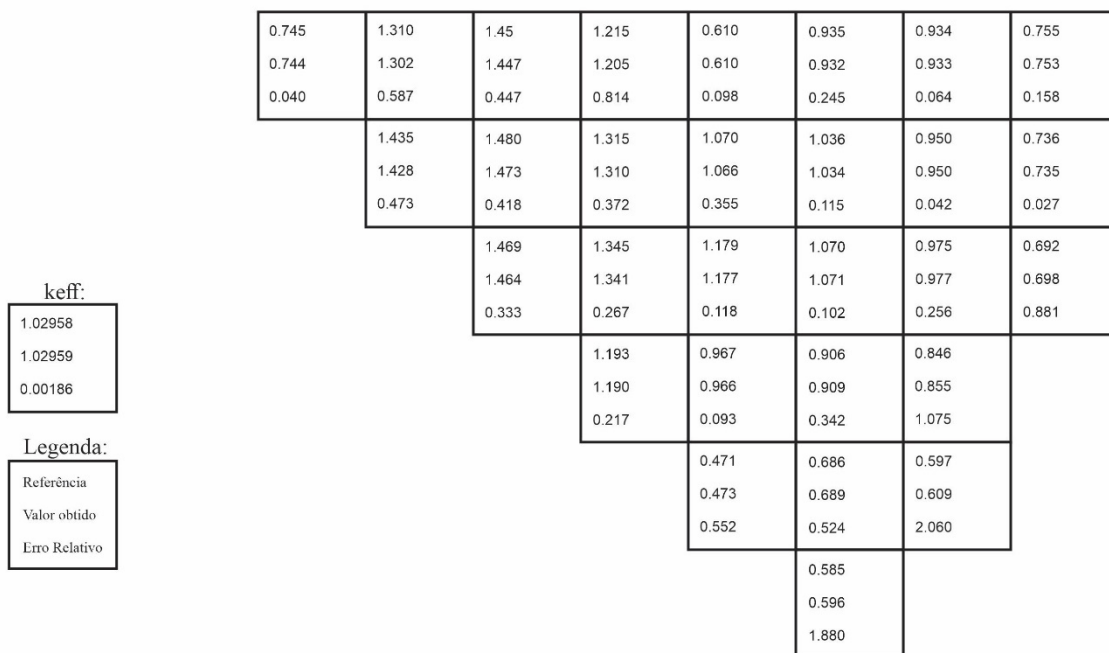 0.745 1.310 1.45 1.215 0.610 0.935 0.934 0.755
0.744 1.302 1.447 1.205 0.610 0.932 0.933 0.753
0.040 0.587 0.447 0.814 0.098 0.245 0.064 0.158
1.435 1.480 1.315 1.070 1.036 0.950 0.736
1.428 1.473 1.310 1.066 1.034 0.950 0.735
0.473 0.418 0.372 0.355 0.115 0.042 0.027
1.469 1.345 1.179 1.070 0.975 0.692
1.464 1.341 1.177 1.071 0.977 0.698
0.333 0.267 0.118 0.102 0.256 0.881
keff:
1.02958
1.02959
0.00186
1.193 0.967 0.906 0.846
1.190 0.966 0.909 0.855
0.217 0.093 0.342 1.075
Legenda:
Referência
Valor obtido
Erro Relativo
0.471 0.686 0.597
0.473 0.689 0.609
0.552 0.524 2.060
0.585
0.596
1.880